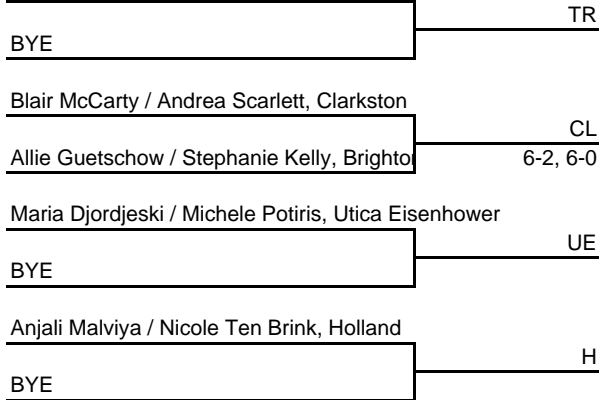 TR
BYE
Blair McCarty / Andrea Scarlett, Clarkston
CL
Allie Guetschow / Stephanie Kelly, Brighton
6-2, 6-0
Maria Djordjeski / Michele Potiris, Utica Eisenhower
UE
BYE
Anjali Malviya / Nicole Ten Brink, Holland
H
BYE